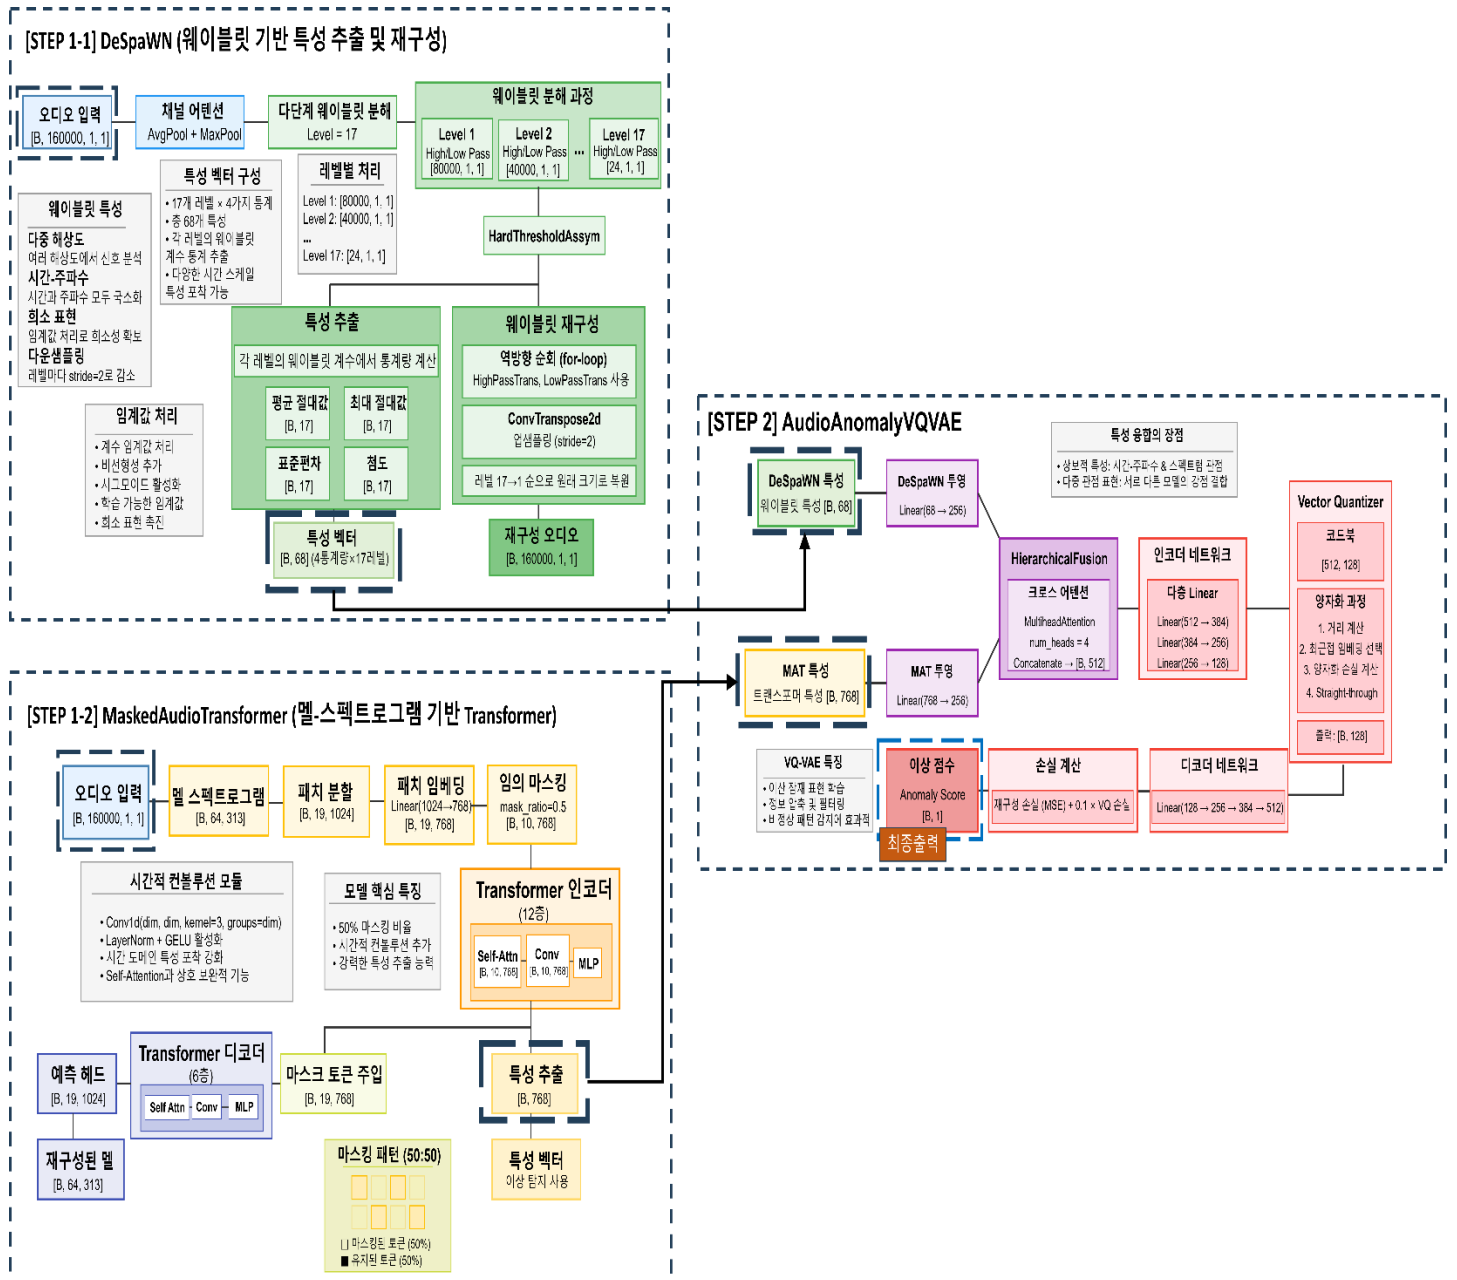 [STEP 1-1] DeSpaWN (웨이블릿 기반 특성 추출 및 재구성)
오디오 입력
[B, 160000, 1, 1]
채널 어텐션
AvgPool + MaxPool
다단계 웨이블릿 분해
Level = 17
웨이블릿 분해 과정
Level 1
High/Low Pass
[80000, 1, 1]
Level 2
High/Low Pass
[40000, 1, 1]
...
Level 17
High/Low Pass
[24, 1, 1]
웨이블릿 특성
다중 해상도
여러 해상도에서 신호 분석
시간-주파수
시간과 주파수 모두 국소화
희소 표현
임계값 처리로 희소성 확보
다운샘플링
레벨마다 stride=2로 감소
특성 벡터 구성
• 17개 레벨 × 4가지 통계
• 총 68개 특성
• 각 레벨의 웨이블릿
계수 통계 추출
• 다양한 시간 스케일
특성 포착 가능
레벨별 처리
Level 1: [80000, 1, 1]
Level 2: [40000, 1, 1]
...
Level 17: [24, 1, 1]
HardThresholdAssym
임계값 처리
• 계수 임계값 처리
• 비선형성 추가
• 시그모이드 활성화
• 학습 가능한 임계값
• 희소 표현 촉진
특성 추출
각 레벨의 웨이블릿 계수에서 통계량 계산
평균 절대값
[B, 17]
최대 절대값
[B, 17]
표준편차
[B, 17]
첨도
[B, 17]
특성 벡터
[B, 68] (4통계량×17레벨)
웨이블릿 재구성
역방향 순회 (for-loop)
HighPassTrans, LowPassTrans 사용
ConvTranspose2d
업샘플링 (stride=2)
레벨 17→1 순으로 원래 크기로 복원
재구성 오디오
[B, 160000, 1, 1]
[STEP 1-2] MaskedAudioTransformer (멜-스펙트로그램 기반 Transformer)
오디오 입력
[B, 160000, 1, 1]
멜 스펙트로그램
[B, 64, 313]
패치 분할
[B, 19, 1024]
패치 임베딩
Linear(1024→768)
[B, 19, 768]
임의 마스킹
mask_ratio=0.5
[B, 10, 768]
시간적 컨볼루션 모듈
• Conv1d(dim, dim, kernel=3, groups=dim)
• LayerNorm + GELU 활성화
• 시간 도메인 특성 포착 강화
• Self-Attention과 상호 보완적 기능
모델 핵심 특징
• 50% 마스킹 비율
• 시간적 컨볼루션 추가
• 강력한 특성 추출 능력
Transformer 인코더
(12층)
Self-Attn
[B, 10, 768]
Conv
[B, 10, 768]
MLP
예측 헤드
[B, 19, 1024]
Transformer 디코더
(6층)
Self Attn
Conv
MLP
마스크 토큰 주입
[B, 19, 768]
특성 추출
[B, 768]
재구성된 멜
[B, 64, 313]
마스킹 패턴 (50:50)
□ 마스킹된 토큰 (50%)
■ 유지된 토큰 (50%)
특성 벡터
이상 탐지 사용
[STEP 2] AudioAnomalyVQVAE
특성 융합의 장점
• 상보적 특성: 시간-주파수 & 스펙트럼 관점
• 다중 관점 표현: 서로 다른 모델의 강점 결합
DeSpaWN 특성
웨이블릿 특성 [B, 68]
DeSpaWN 투영
Linear(68 → 256)
MAT 특성
트랜스포머 특성 [B, 768]
MAT 투영
Linear(768 → 256)
HierarchicalFusion
크로스 어텐션
MultiheadAttention
num_heads = 4
Concatenate → [B, 512]
인코더 네트워크
다층 Linear
Linear(512 → 384)
Linear(384 → 256)
Linear(256 → 128)
Vector Quantizer
코드북
[512, 128]
양자화 과정
1. 거리 계산
2. 최근접 임베딩 선택
3. 양자화 손실 계산
4. Straight-through
출력: [B, 128]
VQ-VAE 특징
• 이산 잠재 표현 학습
• 정보 압축 및 필터링
• 비정상 패턴 감지에 효과적
이상 점수
Anomaly Score
[B, 1]
최종출력
손실 계산
재구성 손실 (MSE) + 0.1 × VQ 손실
디코더 네트워크
Linear(128 → 256 → 384 → 512)